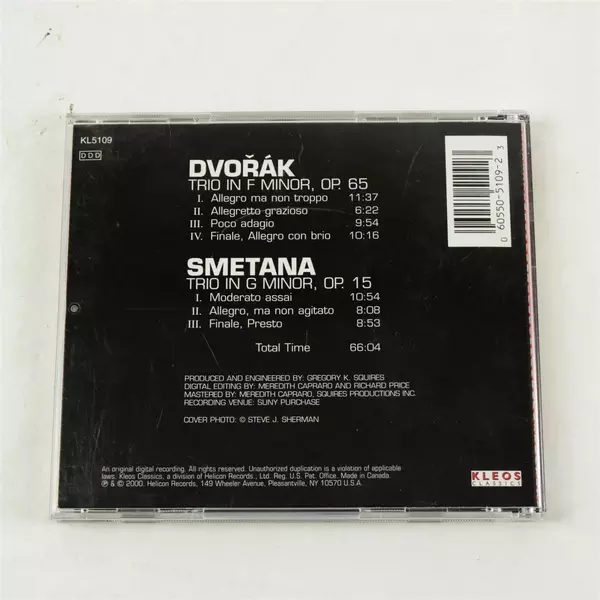 KL5109
DDD
DVOŘÁK
TRIO IN F MINOR, OP. 65
I. Allegro ma non troppo 11:37
II. Allegretto grazioso 6:22
III. Poco adagio 9:54
IV. Finale, Allegro con brio 10:16
SMETANA
TRIO IN G MINOR, OP. 15
I. Moderato assai 10:54
II. Allegro, ma non agitato 8:08
III. Finale, Presto 8:53
Total Time 66:04
PRODUCED AND ENGINEERED BY: GREGORY K. SQUIRES
DIGITAL EDITING BY: MEREDITH CAPRARO AND RICHARD PRICE
MASTERED BY: MEREDITH CAPRARO, SQUIRES PRODUCTIONS INC.
RECORDING VENUE: SUNY PURCHASE
COVER PHOTO: © STEVE J. SHERMAN
An original digital recording. All rights reserved. Unauthorized duplication is a violation of applicable
laws. Kleos Classics, a division of Helicon Records, Ltd. Reg. U.S. Pat. Office. Made in Canada.
℗ & © 2000, Helicon Records, 149 Wheeler Avenue, Pleasantville, NY 10570 U.S.A.
KLEOS
CLASSICS
0 60550-5109-2 3